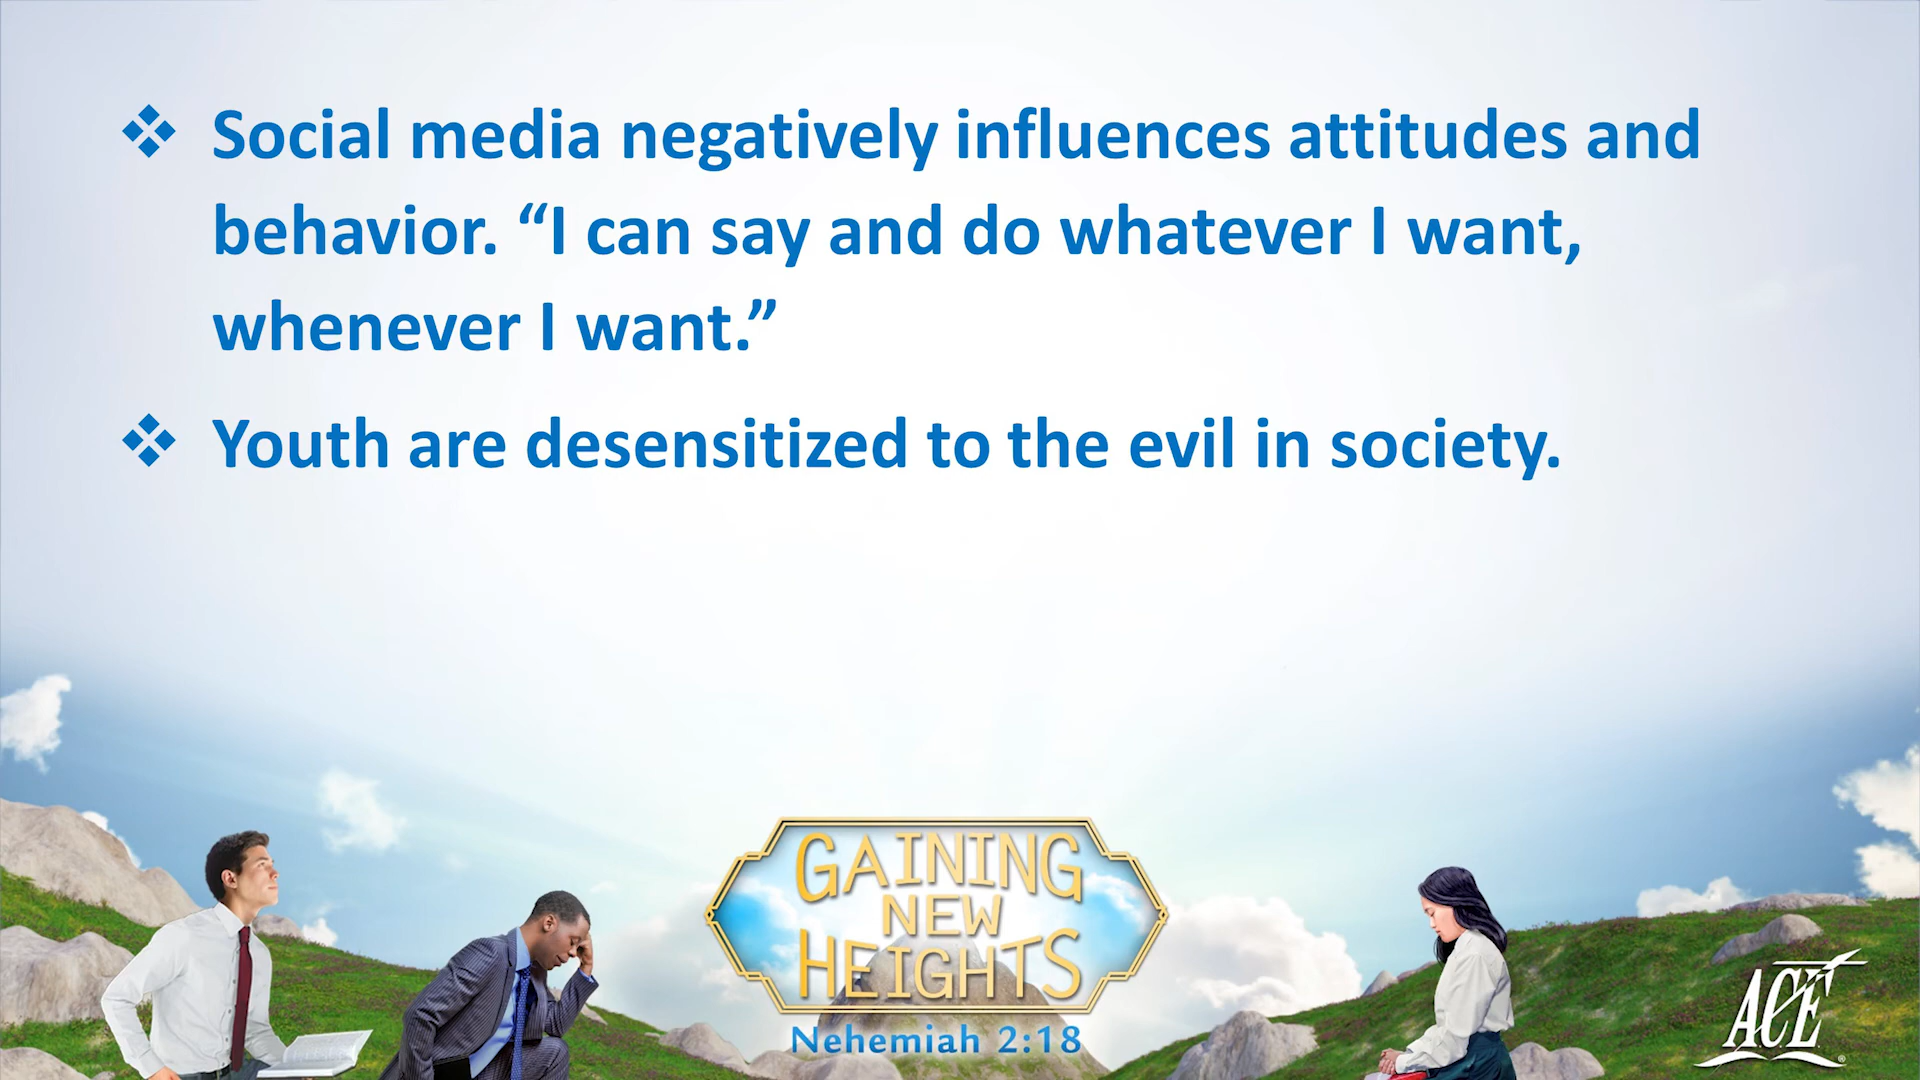 ❖ Social media negatively influences attitudes and
behavior. “I can say and do whatever I want,
whenever I want.”
❖ Youth are desensitized to the evil in society.
GAINING
NEW
HEIGHTS
Nehemiah 2:18
ACE®